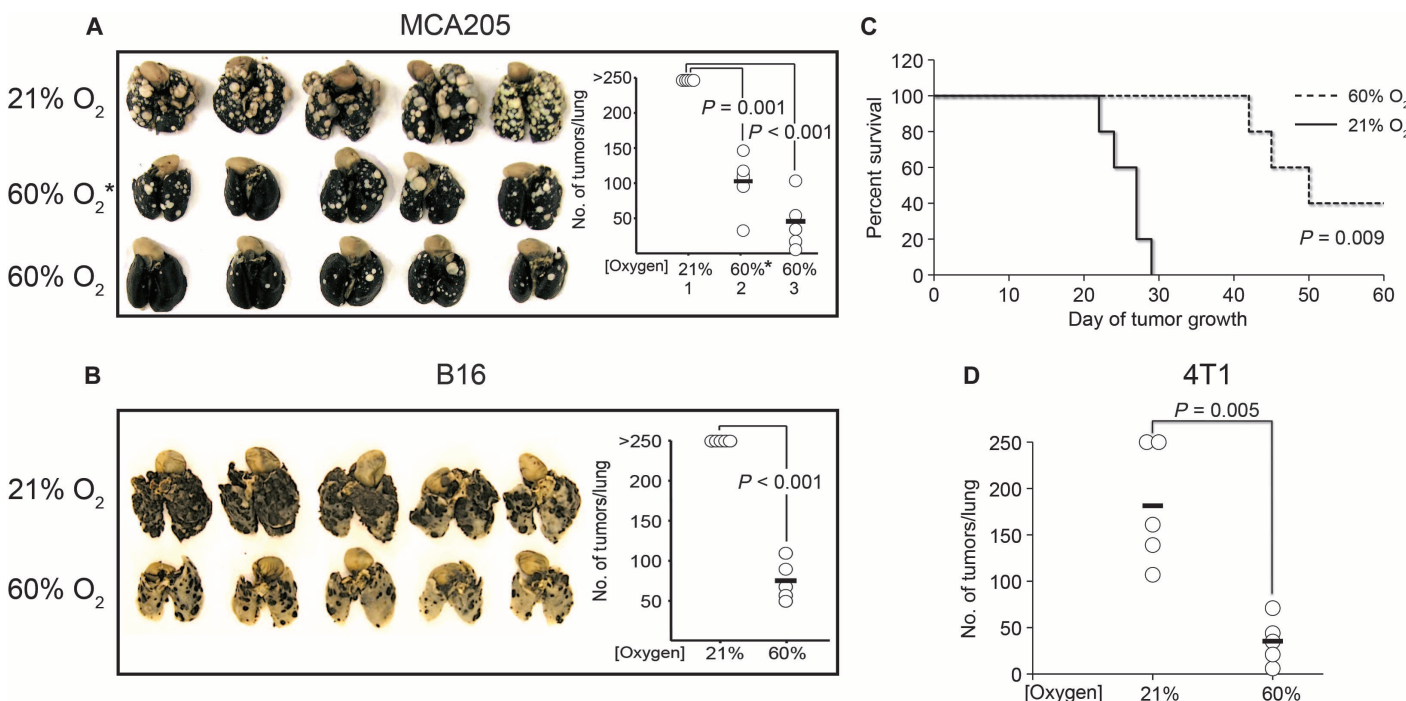 A
MCA205
21% O2
60% O2*
60% O2
No. of tumors/lung
>250
200
150
100
50
P = 0.001
P < 0.001
[Oxygen] 21% 60%* 60%
1 2 3
B
B16
21% O2
60% O2
No. of tumors/lung
>250
200
150
100
50
P < 0.001
[Oxygen] 21% 60%
C
Percent survival
120
100
80
60
40
20
0
60% O2
21% O2
P = 0.009
0 10 20 30 40 50 60
Day of tumor growth
D
4T1
P = 0.005
No. of tumors/lung
250
200
150
100
50
0
[Oxygen] 21% 60%